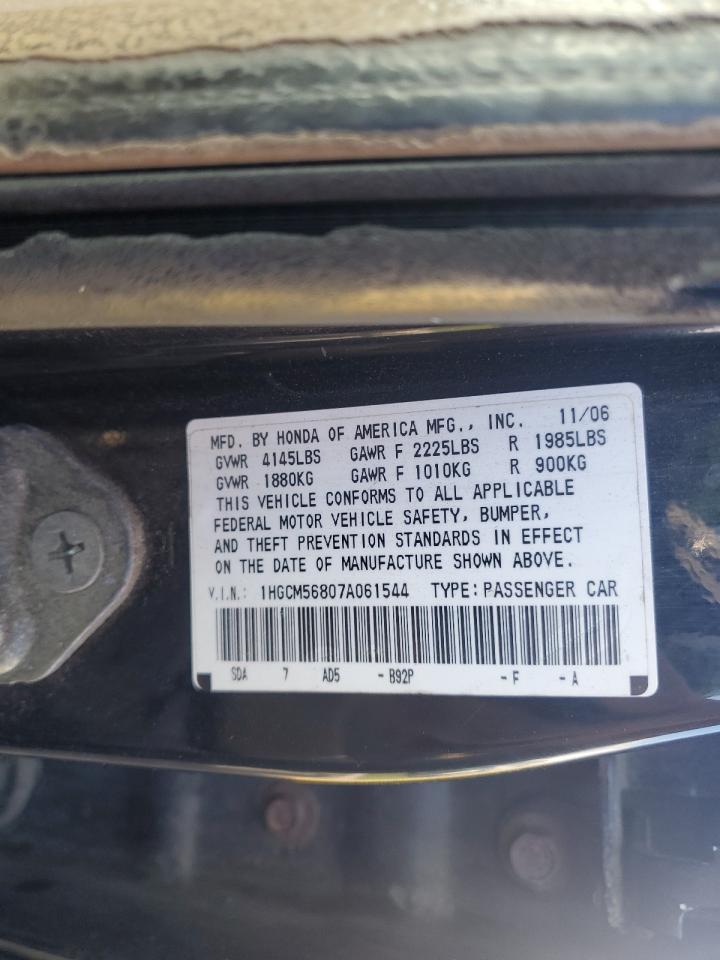 MFD. BY HONDA OF AMERICA MFG., INC. 11/06
GVWR 4145LBS GAWR F 2225LBS R 1985LBS
GVWR 1880KG GAWR F 1010KG R 900KG
THIS VEHICLE CONFORMS TO ALL APPLICABLE
FEDERAL MOTOR VEHICLE SAFETY, BUMPER,
AND THEFT PREVENTION STANDARDS IN EFFECT
ON THE DATE OF MANUFACTURE SHOWN ABOVE.
V.I.N.: 1HGCM56807A061544 TYPE: PASSENGER CAR
SDA 7 AD5 - B92P - F - A